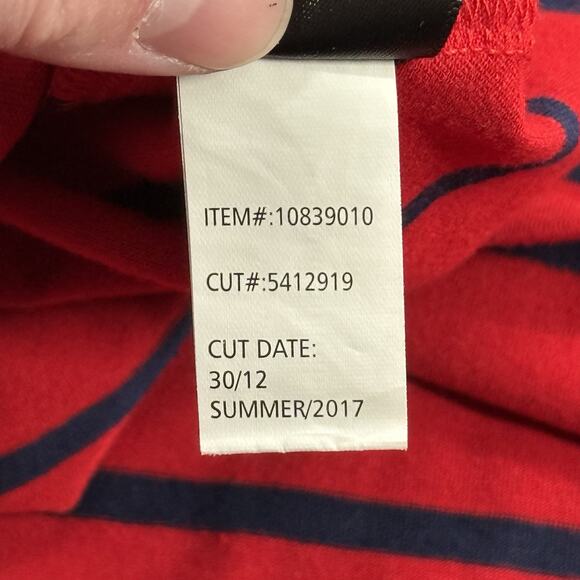 ITEM#:10839010
CUT#:5412919
CUT DATE:
30/12
SUMMER/2017